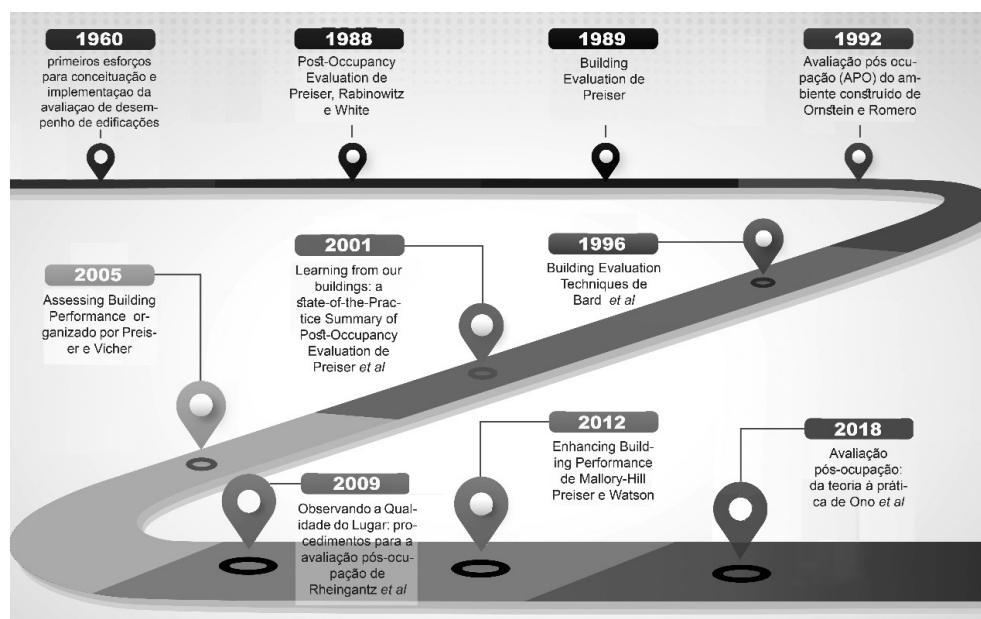 1960
primeiros esforços
para conceituação e
implementaçao da
avaliaçao de desem-
penho de edificações
1988
Post-Occupancy
Evaluation de
Preiser, Rabinowitz
e White
1989
Building
Evaluation de
Preiser
1992
Avaliação pós ocu-
pação (APO) do am-
biente construido de
Ornstein e Romero
1996
Building Evaluation
Techniques de
Bard et al
2001
Learning from our
buildings: a
state-of-the-Prac-
tice Summary of
Post-Occupancy
Evaluation de
Preiser et al
2005
Assessing Building
Performance or-
ganizado por Preis-
er e Vicher
2009
Observando a Qual-
idade do Lugar: pro-
cedimentos para a
avaliação pós-ocu-
pação de
Rheingantz et al
2012
Enhancing Build-
ing Performance
de Mallory-Hill
Preiser e Watson
2018
Avaliação
pós-ocupação:
da teoria à práti-
ca de Ono et al